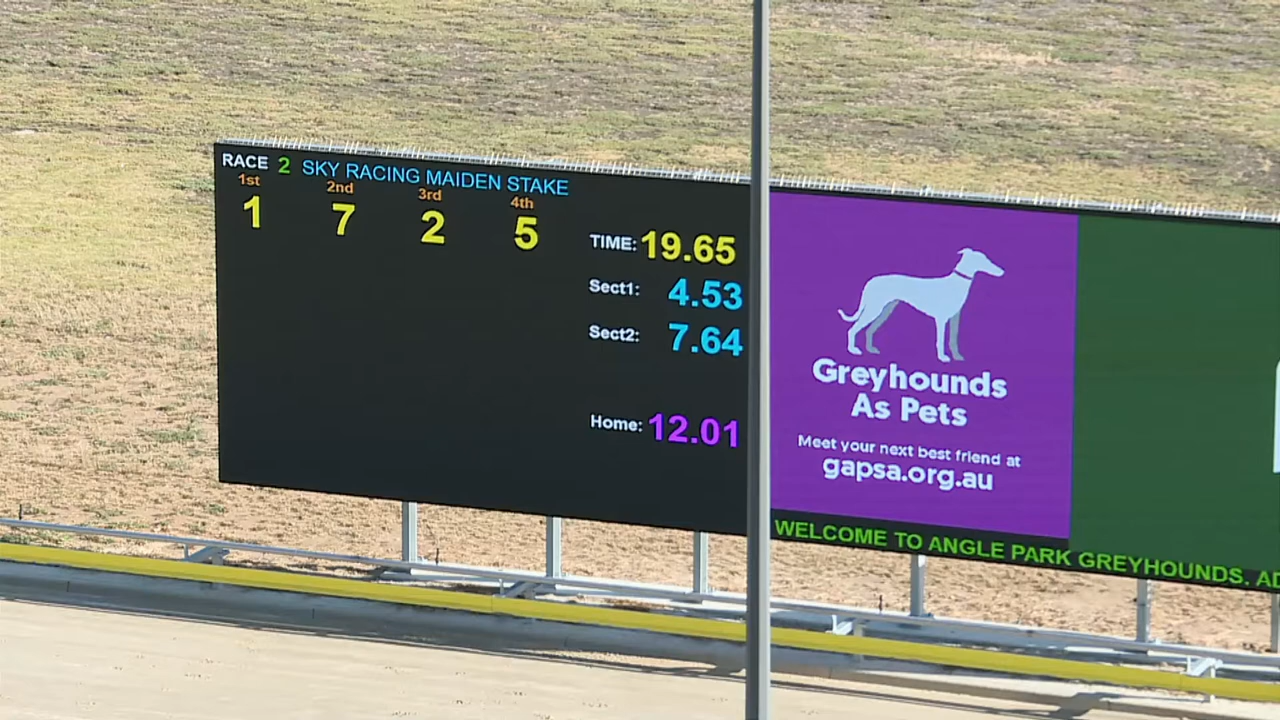 RACE 2 SKY RACING MAIDEN STAKE
1st 2nd 3rd 4th
1 7 2 5
TIME: 19.65
Sect1: 4.53
Sect2: 7.64
Home: 12.01
Greyhounds
As Pets
Meet your next best friend at
gapsa.org.au
WELCOME TO ANGLE PARK GREYHOUNDS.